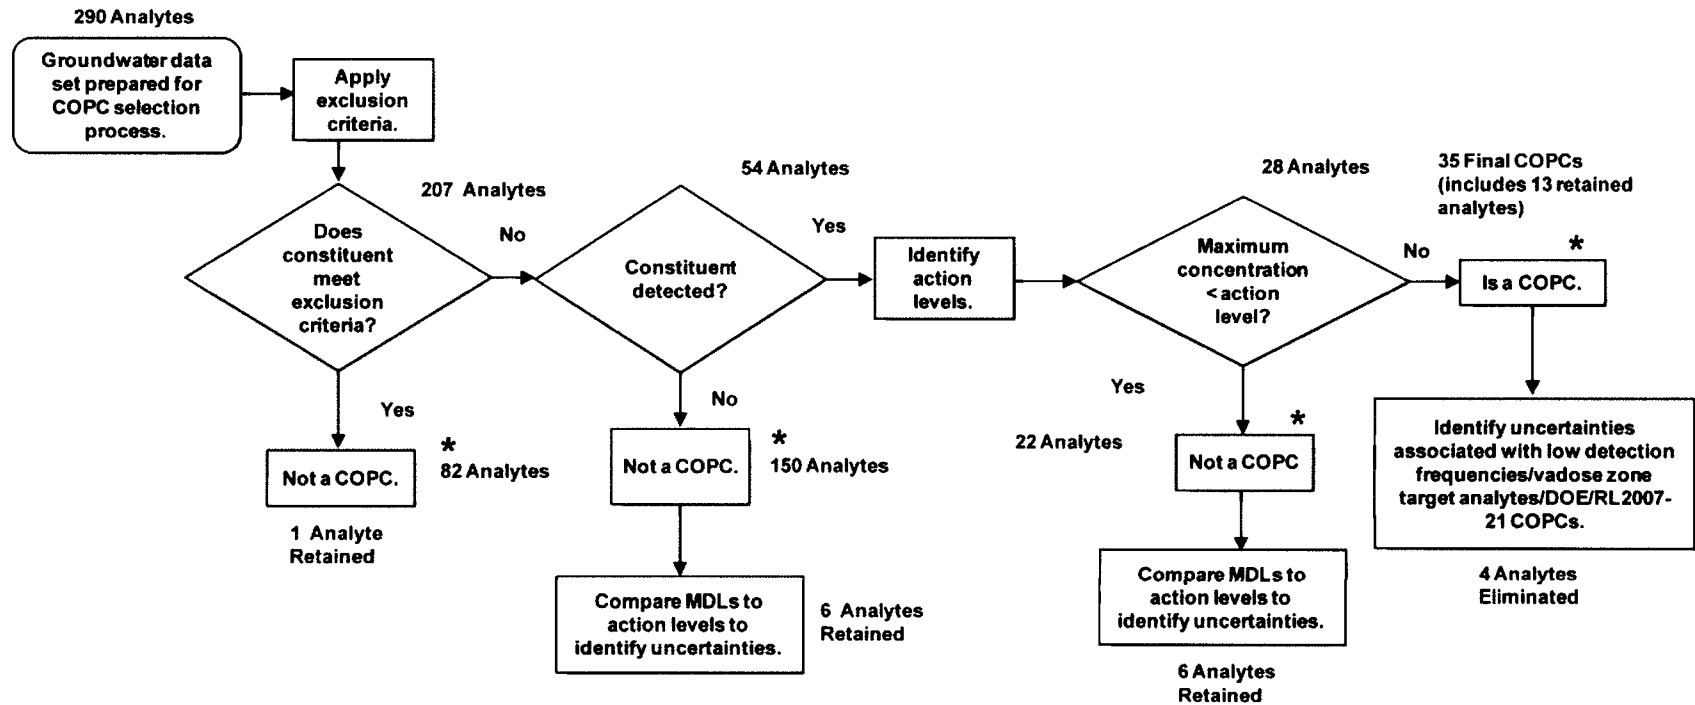 290 Analytes
Groundwater data
set prepared for
COPC selection
process.
Apply
exclusion
criteria.
207 Analytes
Does
constituent
meet
exclusion
criteria?
No
Yes
Not a COPC.
*
82 Analytes
1 Analyte
Retained
54 Analytes
Constituent
detected?
Yes
No
Not a COPC.
*
150 Analytes
Compare MDLs to
action levels to
identify uncertainties.
6 Analytes
Retained
Identify
action
levels.
28 Analytes
Maximum
concentration
< action
level?
No
Yes
22 Analytes
*
Not a COPC
Compare MDLs to
action levels to
identify uncertainties.
6 Analytes
Retained
35 Final COPCs
(includes 13 retained
analytes)
*
Is a COPC.
Identify uncertainties
associated with low detection
frequencies/vadose zone
target analytes/DOE/RL2007-
21 COPCs.
4 Analytes
Eliminated